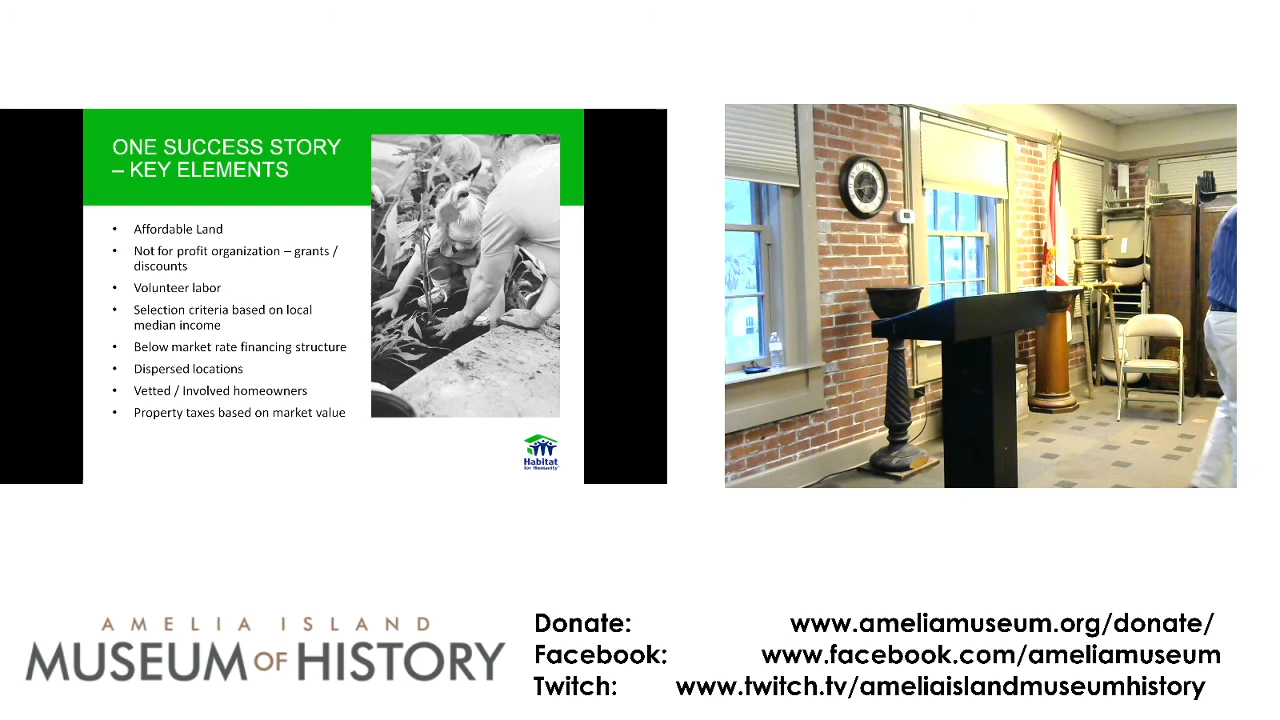 ONE SUCCESS STORY
– KEY ELEMENTS
• Affordable Land
• Not for profit organization – grants /
discounts
• Volunteer labor
• Selection criteria based on local
median income
• Below market rate financing structure
• Dispersed locations
• Vetted / Involved homeowners
• Property taxes based on market value
Habitat
for Humanity
AMELIA ISLAND
MUSEUM OF HISTORY
Donate: www.ameliamuseum.org/donate/
Facebook: www.facebook.com/ameliamuseum
Twitch: www.twitch.tv/ameliaislandmuseumhistory